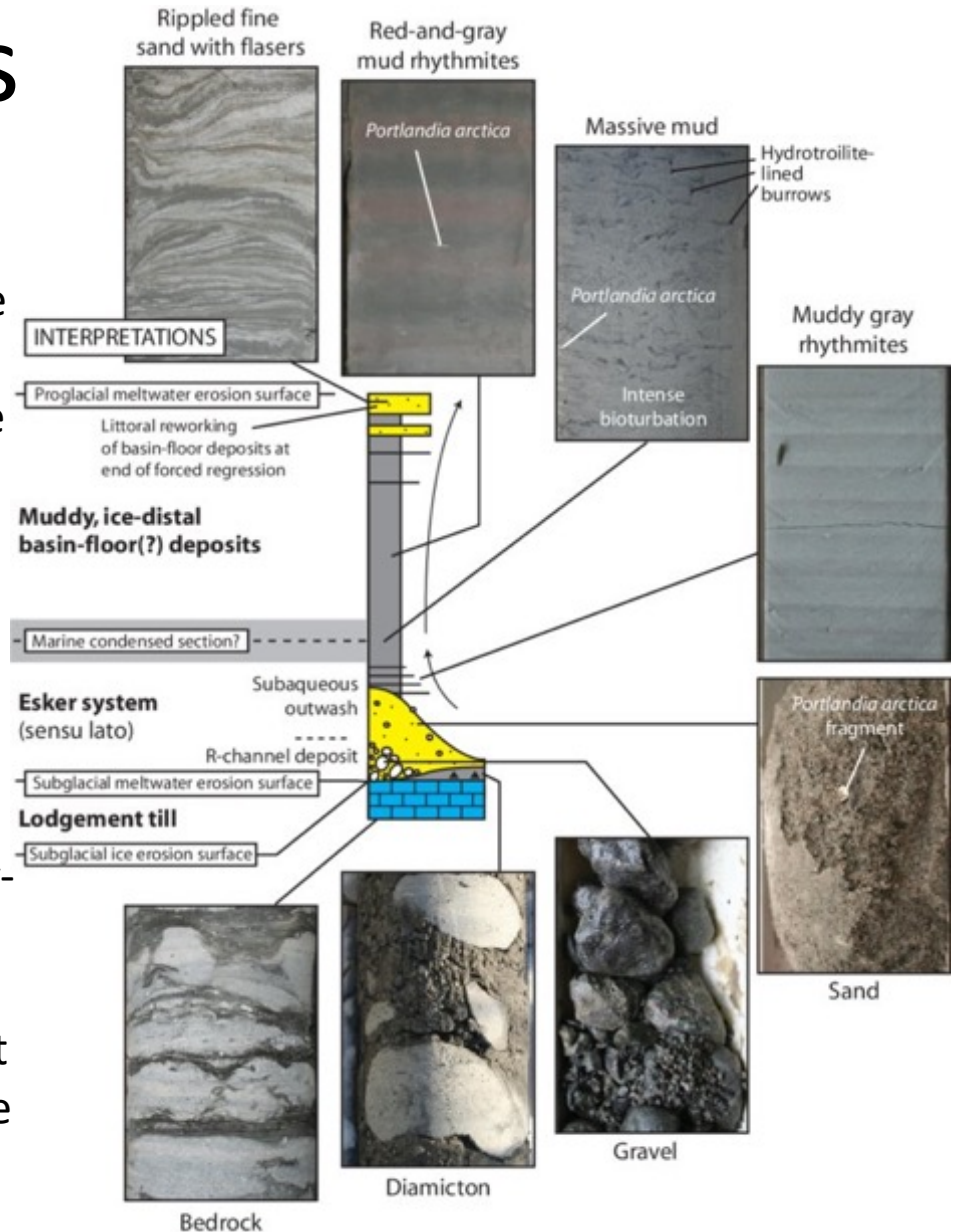 Rippled fine
sand with flasers
Red-and-gray
mud rhythmites
Portlandia arctica
Massive mud
Hydrotroilite-
lined
burrows
Portlandia arctica
Intense
bioturbation
Muddy gray
rhythmites
INTERPRETATIONS
Proglacial meltwater erosion surface
Littoral reworking
of basin-floor deposits at
end of forced regression
Muddy, ice-distal
basin-floor(?) deposits
Marine condensed section?
Esker system
(sensu lato)
Subaqueous
outwash
R-channel deposit
Subglacial meltwater erosion surface
Lodgement till
Subglacial ice erosion surface
Portlandia arctica
fragment
Sand
Gravel
Diamicton
Bedrock